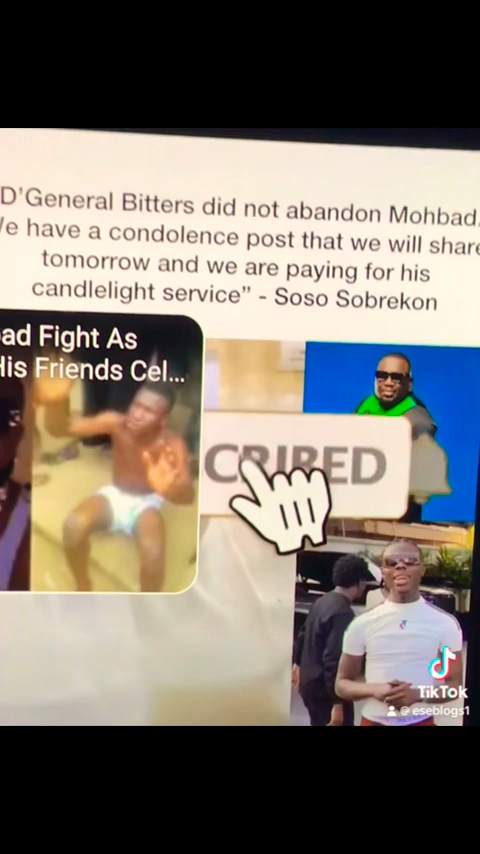 D'General Bitters did not abandon Mohbad.
e have a condolence post that we will share
tomorrow and we are paying for his
candlelight service" - Soso Sobrekon
ad Fight As
His Friends Cel...
CRIBED
TikTok
@eseblogs1